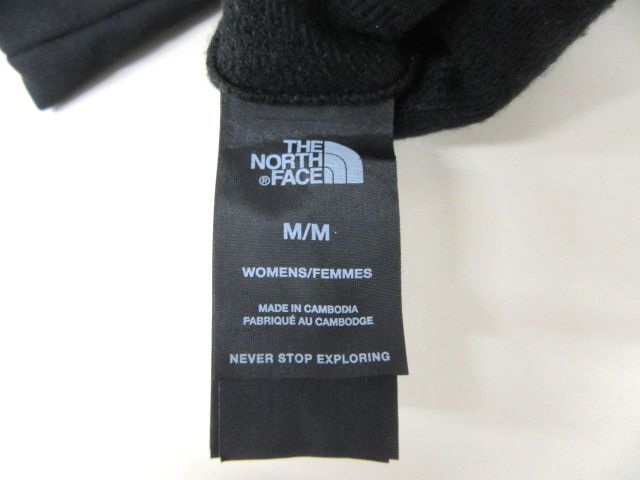 THE
NORTH
®FACE
M/M
WOMENS/FEMMES
MADE IN CAMBODIA
FABRIQUÉ AU CAMBODGE
NEVER STOP EXPLORING